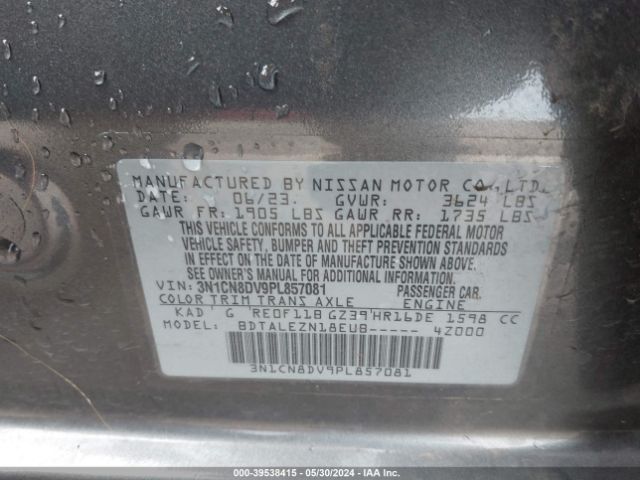 MANUFACTURED BY NISSAN MOTOR CO.,LTD.
DATE: 06/23. GVWR: 3624 LBS
GAWR FR: 1905 LBS GAWR RR: 1735 LBS
THIS VEHICLE CONFORMS TO ALL APPLICABLE FEDERAL MOTOR
VEHICLE SAFETY, BUMPER AND THEFT PREVENTION STANDARDS
IN EFFECT ON THE DATE OF MANUFACTURE SHOWN ABOVE.
SEE OWNERS MANUAL FOR ADDITIONAL INFORMATION.
VIN: 3N1CN8DV9PL857081 PASSENGER CAR.
COLOR TRIM TRANS AXLE ENGINE
KAD G RE0F11B GZ39 HR16DE 1598 CC
MODEL: BDTALEZN18EUB----- 4Z000
3N1CN8DV9PL857081
000-39538415 - 05/30/2024 - IAA Inc.